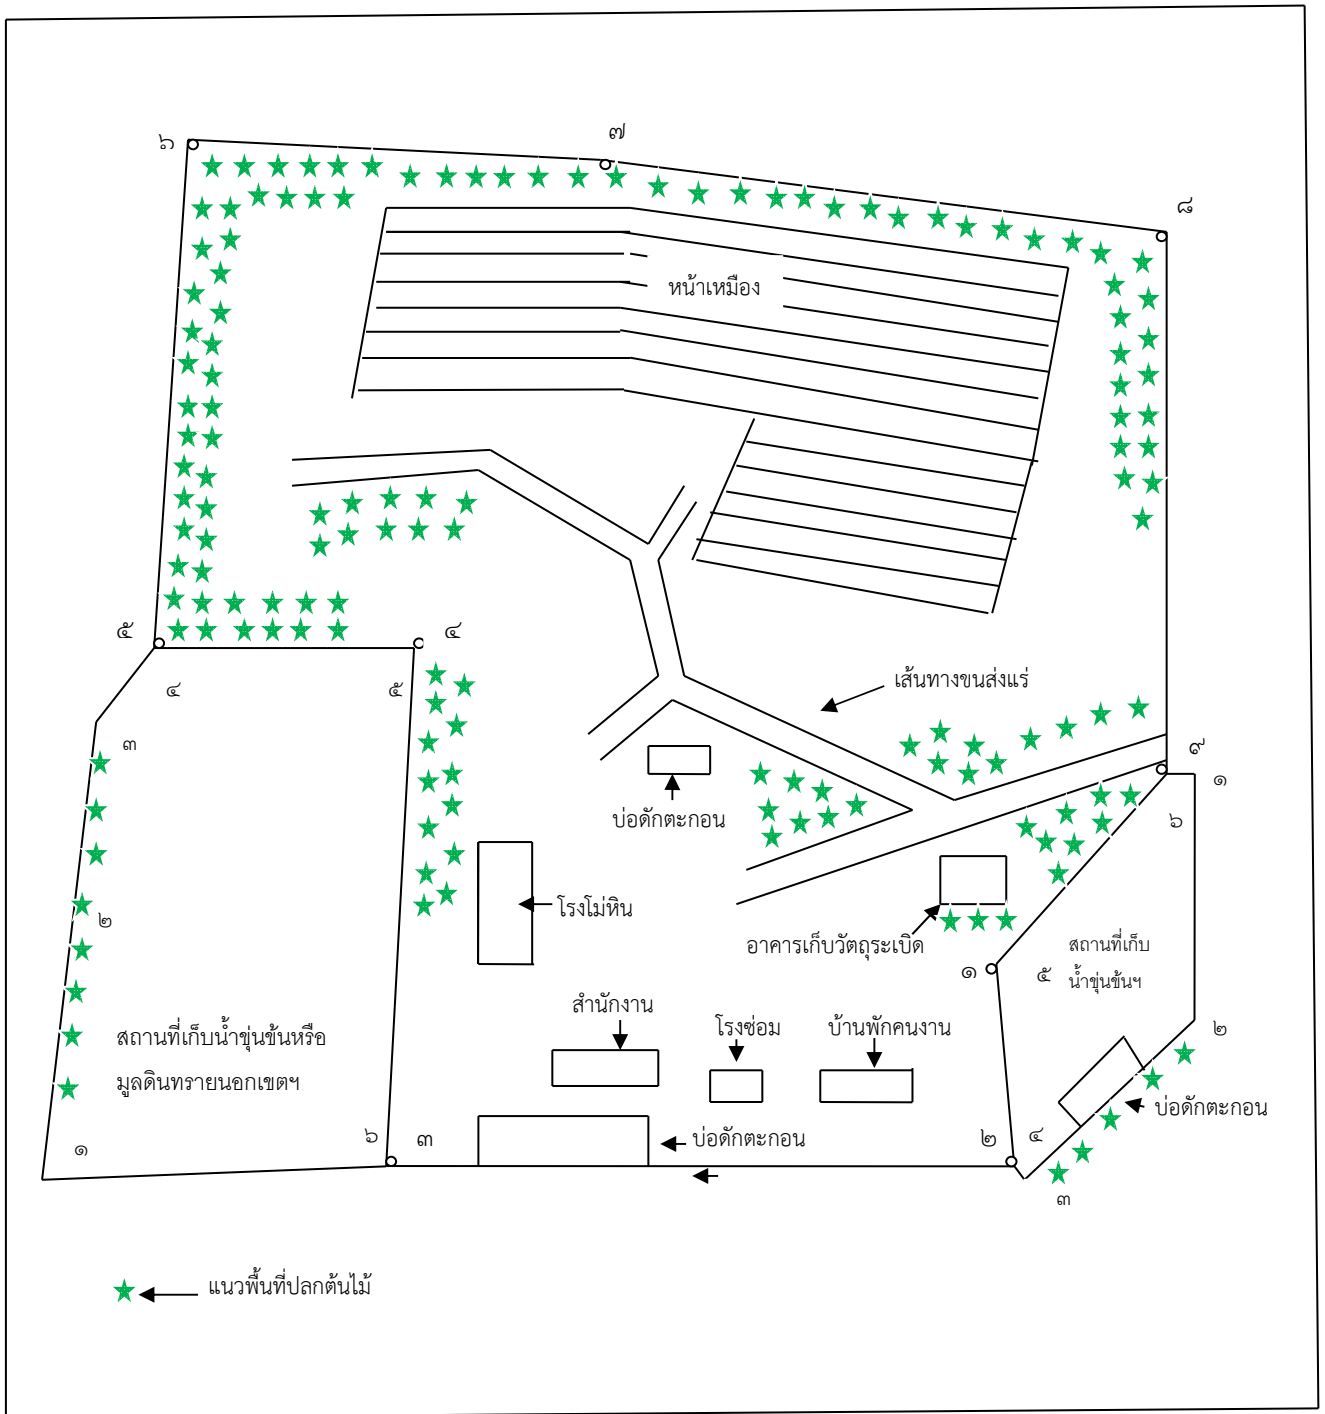 ๖
๗
๘
หน้าเหมือง
๕
๔
๔
๕
เส้นทางขนส่งแร่
๓
๙
๑
๖
บ่อดักตะกอน
โรงโม่หิน
๒
อาคารเก็บวัตถุระเบิด
สถานที่เก็บ
น้ำขุ่นข้นฯ
๑
๕
สำนักงาน
โรงซ่อม
บ้านพักคนงาน
๒
สถานที่เก็บน้ำขุ่นข้นหรือ
มูลดินทรายนอกเขตฯ
บ่อดักตะกอน
๑
๖
๓
บ่อดักตะกอน
๒
๔
๓
แนวพื้นที่ปลกต้นไม้